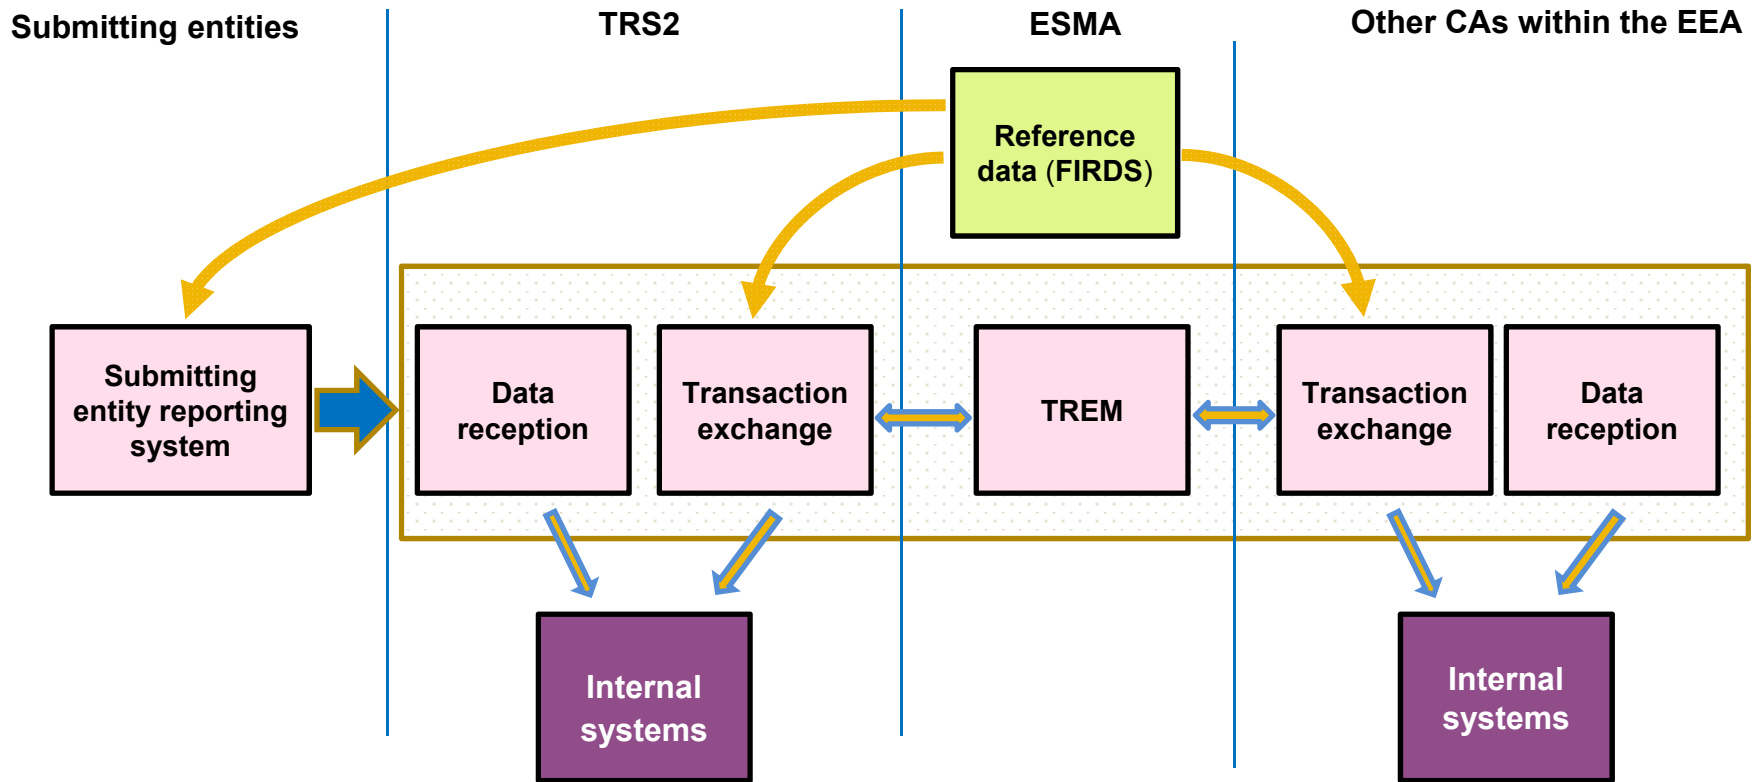 Submitting entities
TRS2
ESMA
Other CAs within the EEA
Reference
data (FIRDS)
Submitting
entity reporting
system
Data
reception
Transaction
exchange
TREM
Transaction
exchange
Data
reception
Internal
systems
Internal
systems